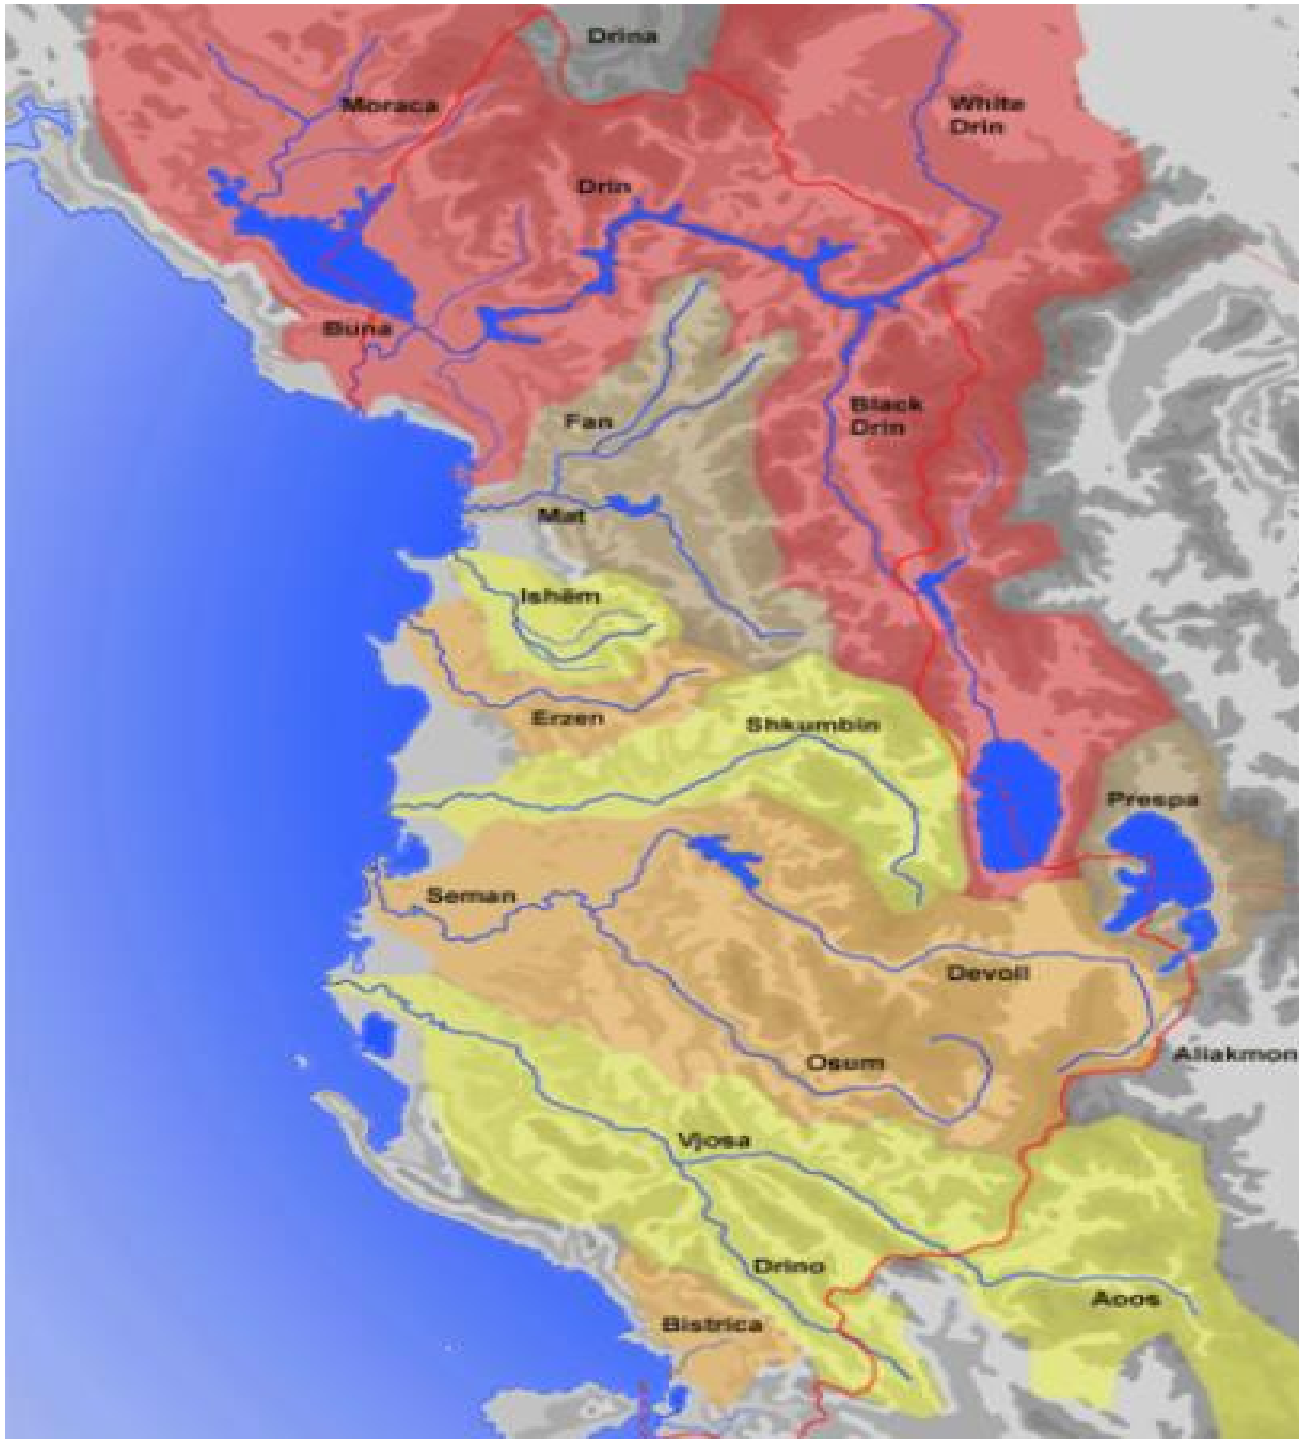 Drina
Moraca
White
Drin
Drin
Buna
Black
Drin
Fan
Mat
Ishëm
Erzen
Shkumbin
Prespa
Seman
Devoll
Aliakmon
Osum
Vjosa
Drino
Aoos
Bistrica